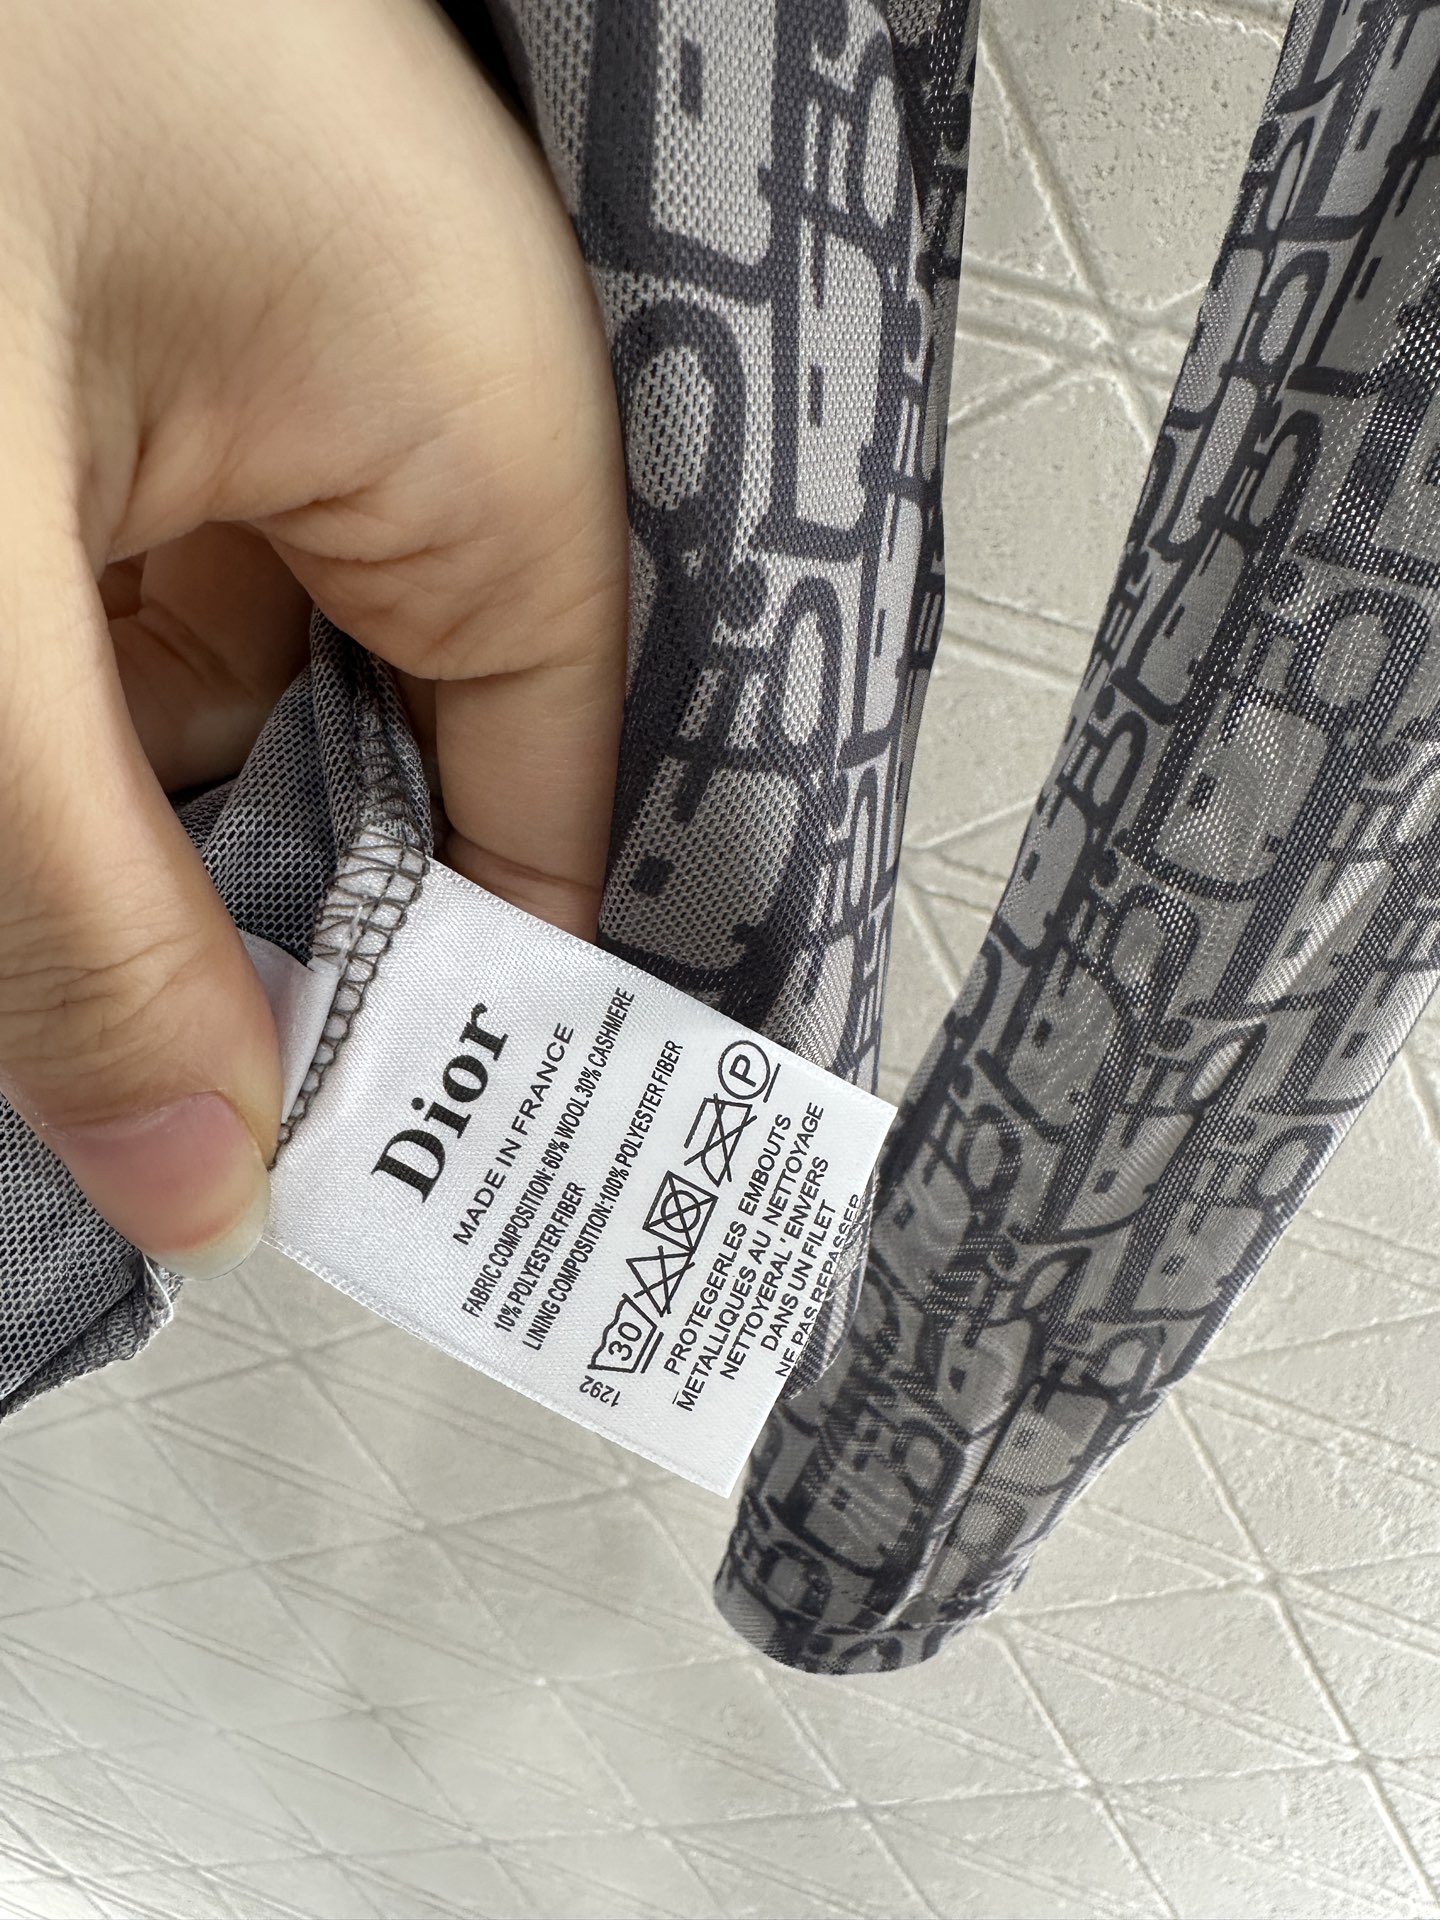 Dior
MADE IN FRANCE
FABRIC COMPOSITION: 60% WOOL 30% CASHMERE
10% POLYESTER FIBER
LINING COMPOSITION:100% POLYESTER FIBER
30 P
PROTEGERLES EMBOUTS
METALLIQUES AU NETTOYAGE
NETTOYERAL' ENVERS
DANS UN FILET
NE PAS REPASSER
1292